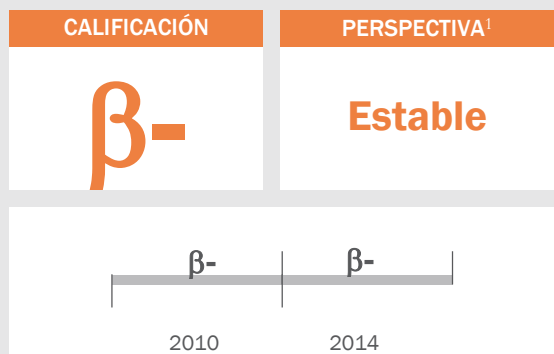 CALIFICACIÓN
PERSPECTIVA¹
β-
Estable
β- β-
2010 2014